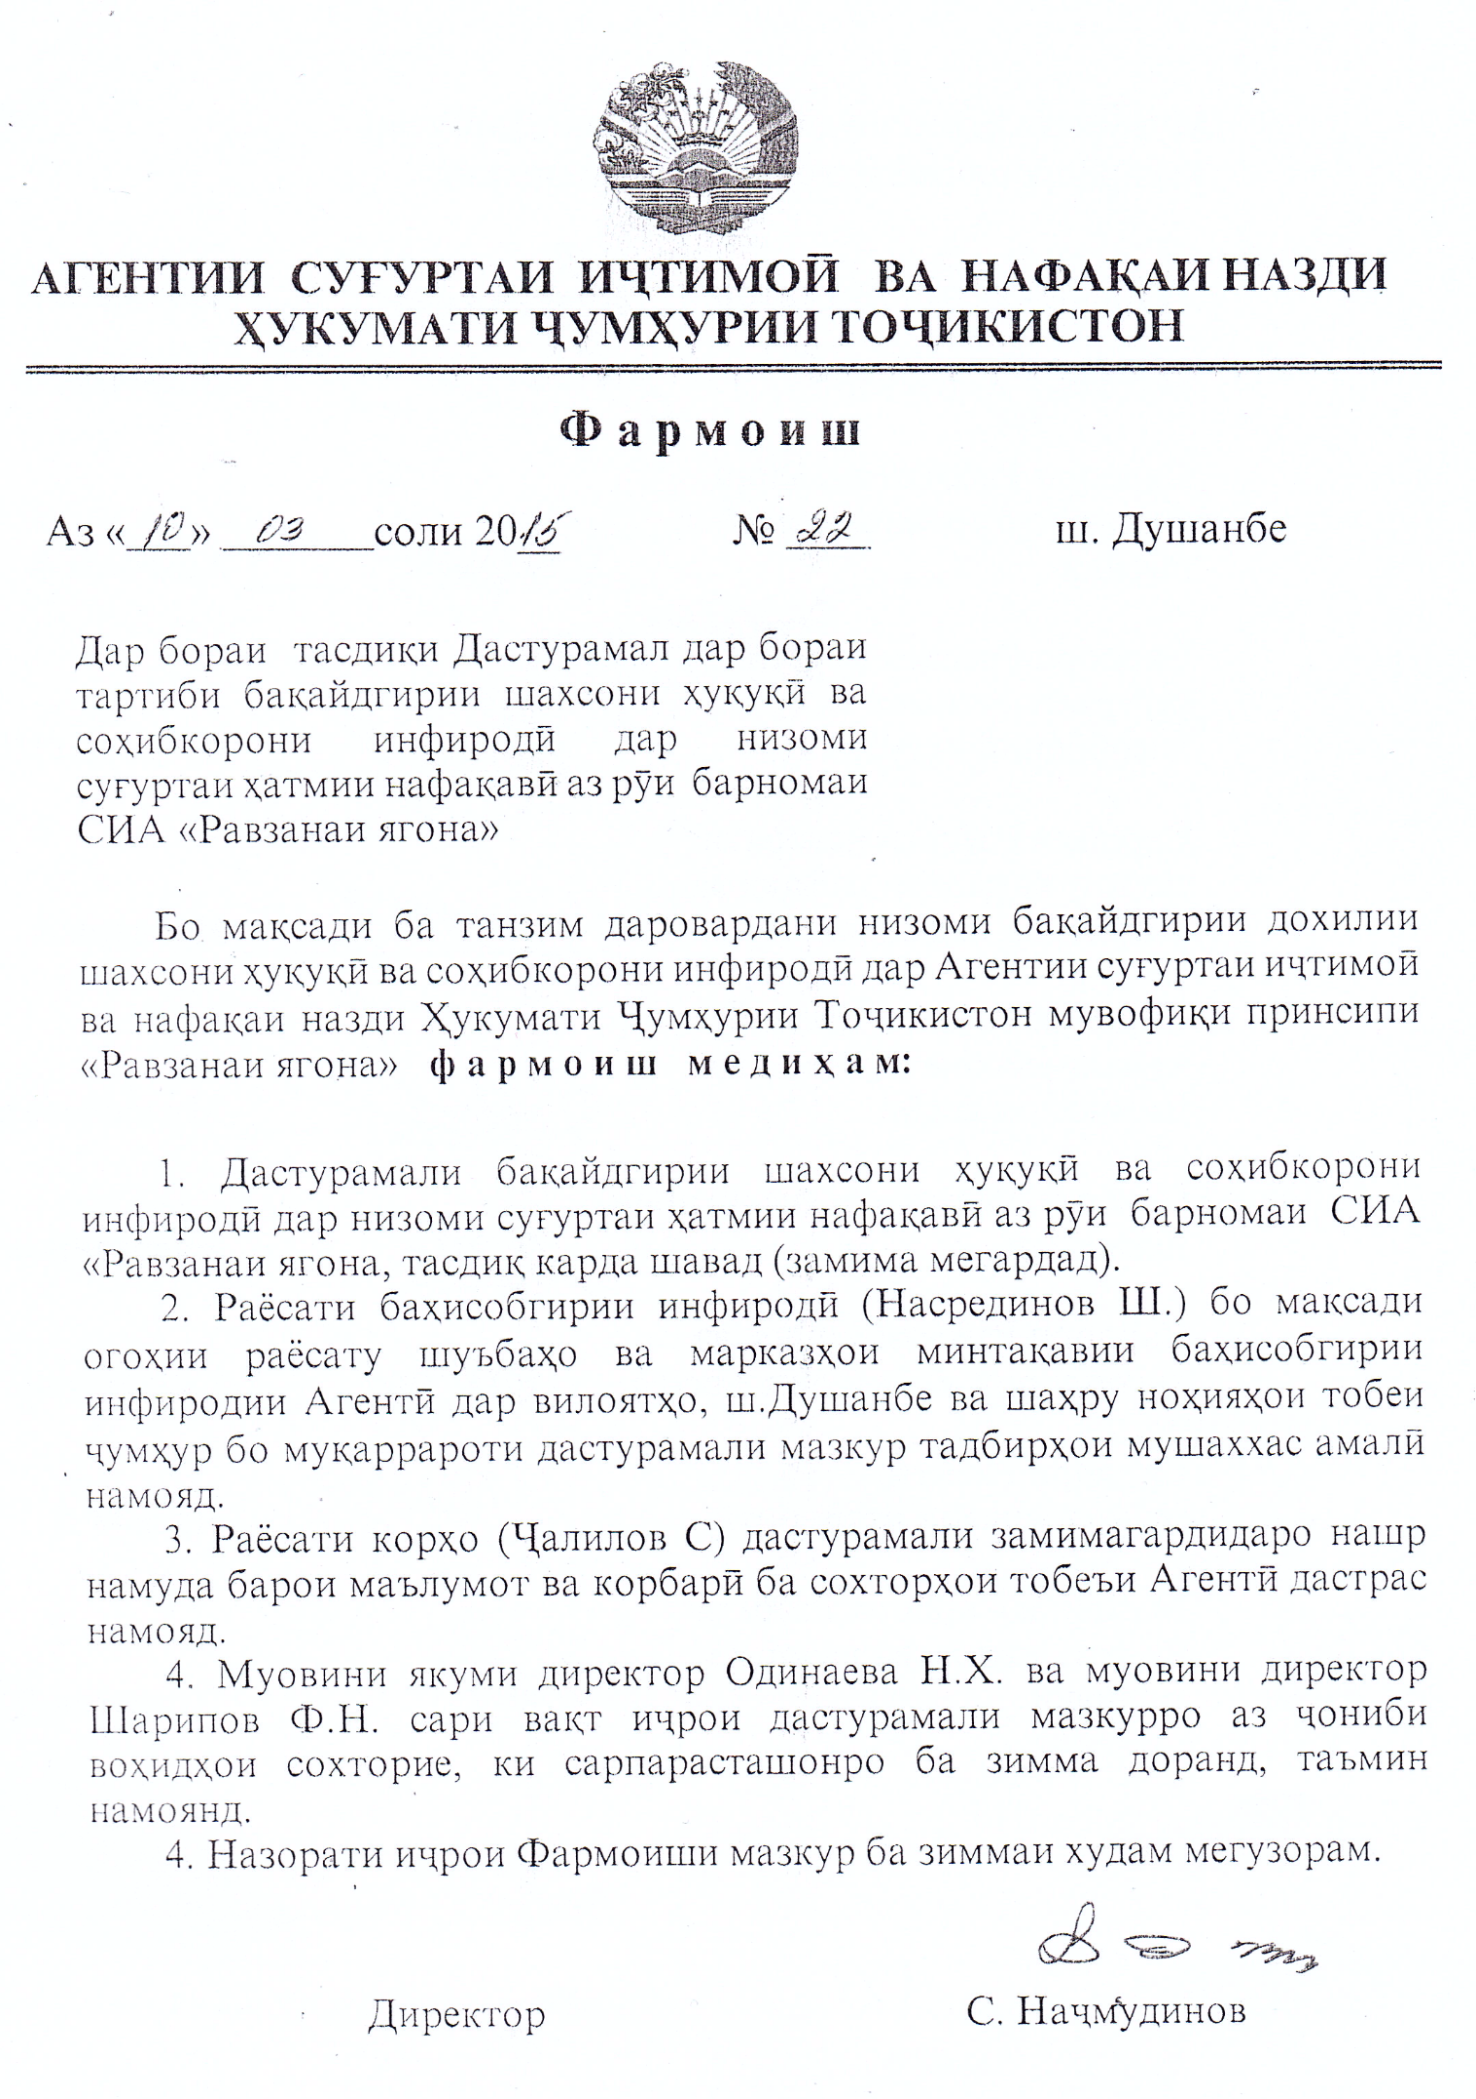 АГЕНТИИ СУҒУРТАИ ИҶТИМОӢ ВА НАФАҚАИ НАЗДИ
ҲУКУМАТИ ҶУМҲУРИИ ТОҶИКИСТОН
Фармоиш
Аз «10» 03 соли 2015 № 22 ш. Душанбе
Дар бораи тасдиқи Дастурамал дар бораи
тартиби бақайдгирии шахсони ҳуқуқӣ ва
соҳибкорони инфиродӣ дар низоми
суғуртаи ҳатмии нафақавӣ аз рӯи барномаи
СИА «Равзанаи ягона»
Бо мақсади ба танзим даровардани низоми бақайдгирии дохилии
шахсони ҳуқуқӣ ва соҳибкорони инфиродӣ дар Агентии суғуртаи иҷтимоӣ
ва нафақаи назди Ҳукумати Ҷумҳурии Тоҷикистон мувофиқи принсипи
«Равзанаи ягона» фармоиш медиҳам:
1. Дастурамали бақайдгирии шахсони ҳуқуқӣ ва соҳибкорони
инфиродӣ дар низоми суғуртаи ҳатмии нафақавӣ аз рӯи барномаи СИА
«Равзанаи ягона, тасдиқ карда шавад (замима мегардад).
2. Раёсати баҳисобгирии инфиродӣ (Насрединов Ш.) бо мақсади
огоҳии раёсату шуъбаҳо ва марказҳои минтақавии баҳисобгирии
инфиродии Агентӣ дар вилоятҳо, ш.Душанбе ва шаҳру ноҳияҳои тобеи
ҷумҳур бо муқаррароти дастурамали мазкур тадбирҳои мушаххас амалӣ
намояд.
3. Раёсати корҳо (Ҷалилов С) дастурамали замимагардидаро нашр
намуда барои маълумот ва корбарӣ ба сохторҳои тобеъи Агентӣ дастрас
намояд.
4. Муовини якуми директор Одинаева Н.Х. ва муовини директор
Шарипов Ф.Н. сари вақт иҷрои дастурамали мазкурро аз ҷониби
воҳидҳои сохторие, ки сарпарасташонро ба зимма доранд, таъмин
намоянд.
4. Назорати иҷрои Фармоиши мазкур ба зиммаи худам мегузорам.
Директор С. Наҷмудинов